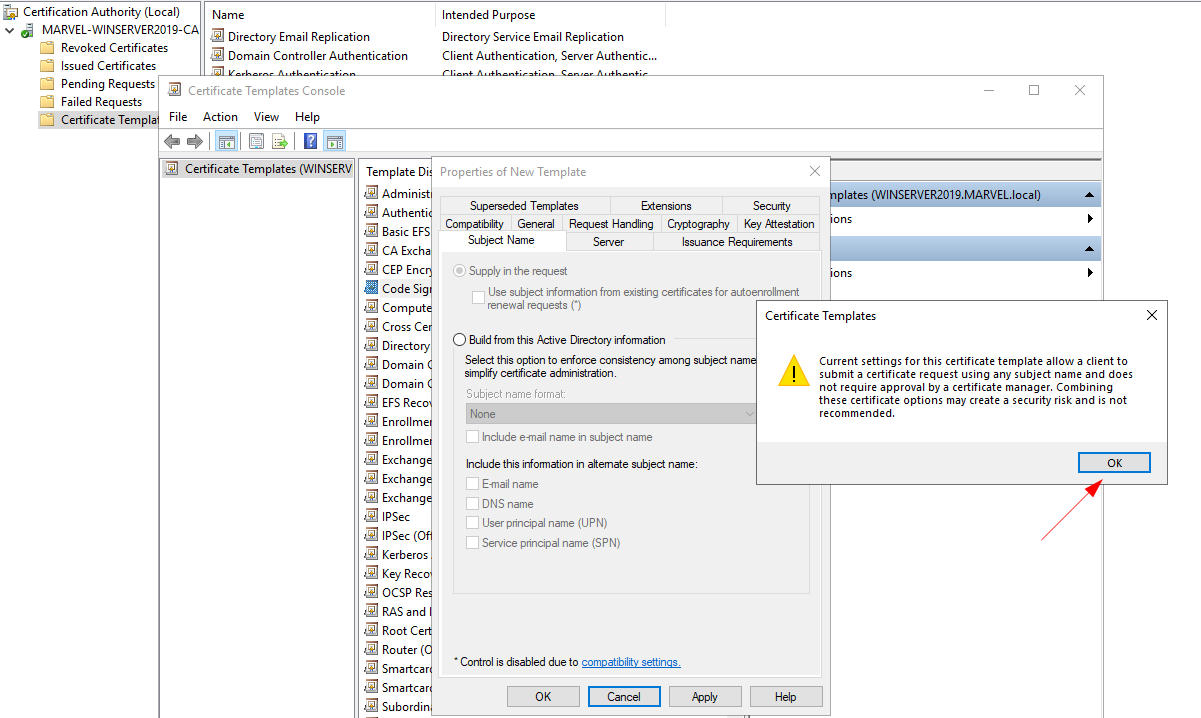 Certification Authority (Local)
MARVEL-WINSERVER2019-CA
Revoked Certificates
Issued Certificates
Pending Requests
Failed Requests
Certificate Templat
Name
Intended Purpose
Directory Email Replication
Directory Service Email Replication
Domain Controller Authentication
Client Authentication, Server Authentic...
Kerberos Authentication
Client Authentication, Server Authentic...
Certificate Templates Console
File
Action
View
Help
Certificate Templates (WINSERV
Template Dis
Administ
Authentic
Basic EFS
CA Excha
CEP Encry
Code Sig
Compute
Cross Cer
Directory
Domain C
Domain C
EFS Recov
Enrollme
Enrollme
Exchange
Exchange
Exchange
IPSec
IPSec (Off
Kerberos
Key Reco
OCSP Res
RAS and I
Root Cert
Router (O
Smartcard
Smartcard
Subordina
mplates (WINSERVER2019.MARVEL.local)
ions
ions
Properties of New Template
Superseded Templates
Extensions
Security
Compatibility
General
Request Handling
Cryptography
Key Attestation
Subject Name
Server
Issuance Requirements
Supply in the request
Use subject information from existing certificates for autoenrollment
renewal requests (*)
Build from this Active Directory information
Select this option to enforce consistency among subject name
simplify certificate administration.
Subject name format:
None
Include e-mail name in subject name
Include this information in alternate subject name:
E-mail name
DNS name
User principal name (UPN)
Service principal name (SPN)
* Control is disabled due to compatibility settings.
OK
Cancel
Apply
Help
Certificate Templates
Current settings for this certificate template allow a client to
submit a certificate request using any subject name and does
not require approval by a certificate manager. Combining
these certificate options may create a security risk and is not
recommended.
OK